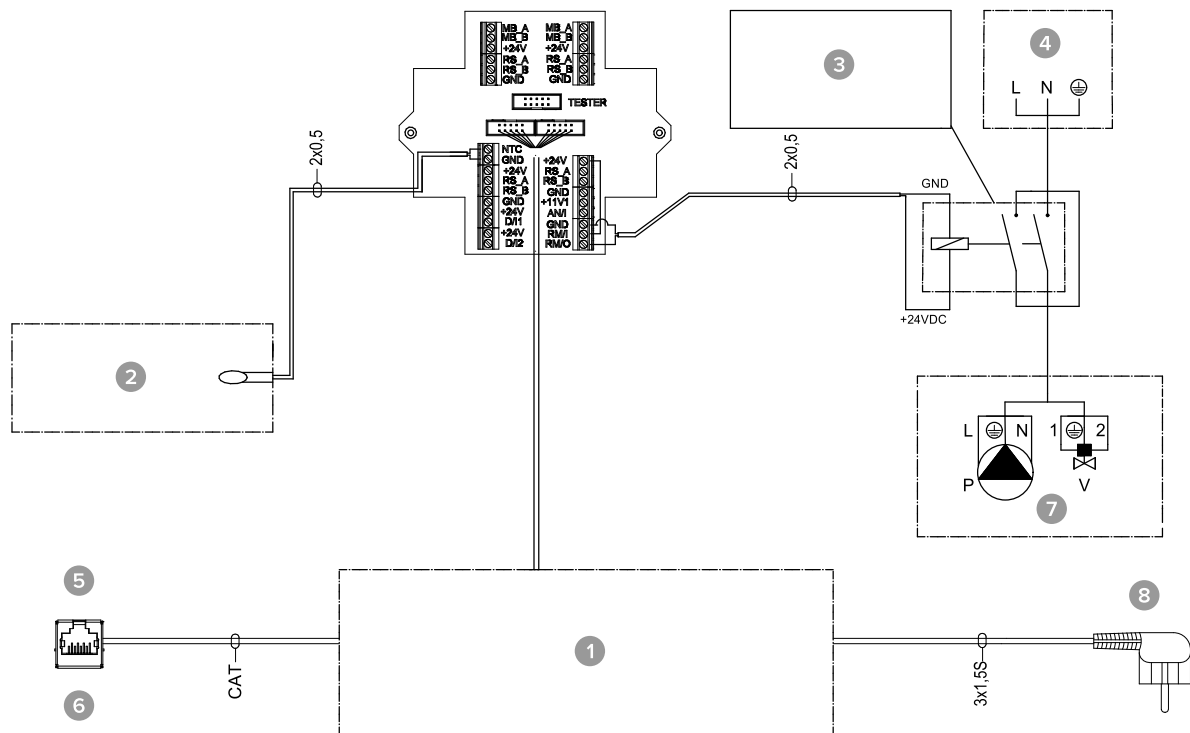 MB_A
MB_B
+24V
RS_A
RS_B
GND
MB_A
MB_B
+24V
RS_A
RS_B
GND
TESTER
NTC
GND
+24V
RS_A
RS_B
GND
+24V
D/I1
+24V
D/I2
+24V
RS_A
RS_B
GND
+11V1
AN/I
GND
RM/I
RM/O
2x0,5
2x0,5
3
4
L N
GND
+24VDC
2
L N 1 2
P V
7
5
6
CAT
1
3x1,5S
8